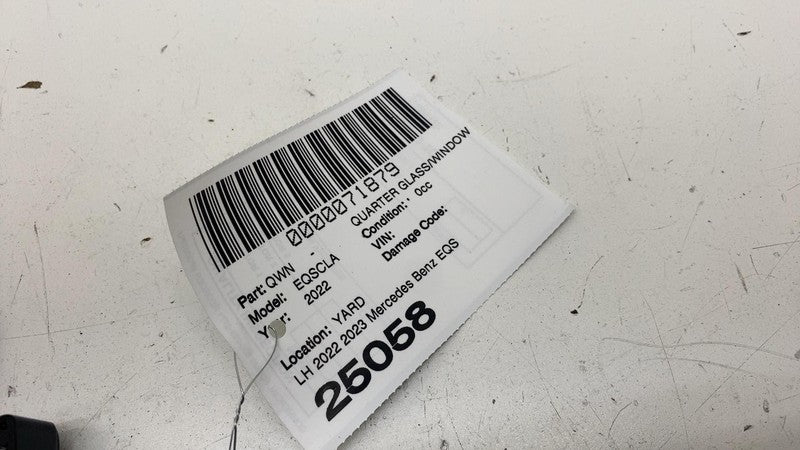 0000071879
Part: QWN - QUARTER GLASS/WINDOW
Model: EQSCLA Condition: ' 0cc
Year: 2022 VIN:
Damage Code:
Location: YARD
LH 2022 2023 Mercedes Benz EQS
25058